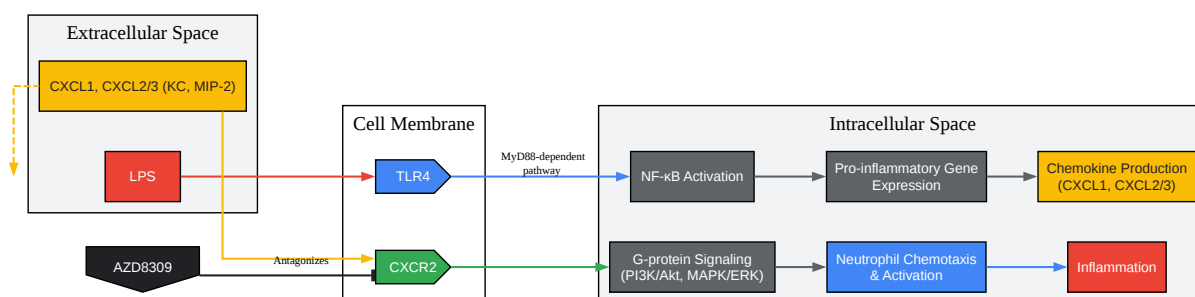 Extracellular Space
CXCL1, CXCL2/3 (KC, MIP-2)
LPS
AZD8309
Antagonizes
Cell Membrane
TLR4
CXCR2
MyD88-dependent
pathway
Intracellular Space
NF-κB Activation
Pro-inflammatory Gene
Expression
Chemokine Production
(CXCL1, CXCL2/3)
G-protein Signaling
(PI3K/Akt, MAPK/ERK)
Neutrophil Chemotaxis
& Activation
Inflammation